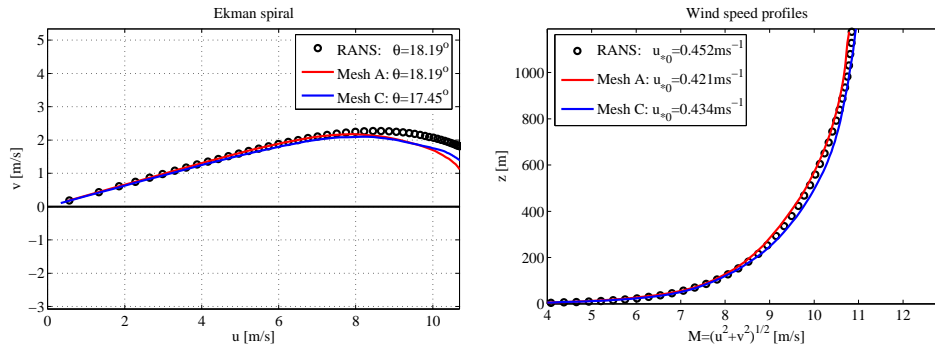 Ekman spiral
5
4
3
2
1
0
−1
−2
−3
v [m/s]
RANS: θ=18.19°
Mesh A: θ=18.19°
Mesh C: θ=17.45°
0 2 4 6 8 10
u [m/s]
Wind speed profiles
1000
800
600
400
200
0
z [m]
RANS: u*0=0.452ms−1
Mesh A: u*0=0.421ms−1
Mesh C: u*0=0.434ms−1
4 5 6 7 8 9 10 11 12
M=(u2+v2)1/2 [m/s]